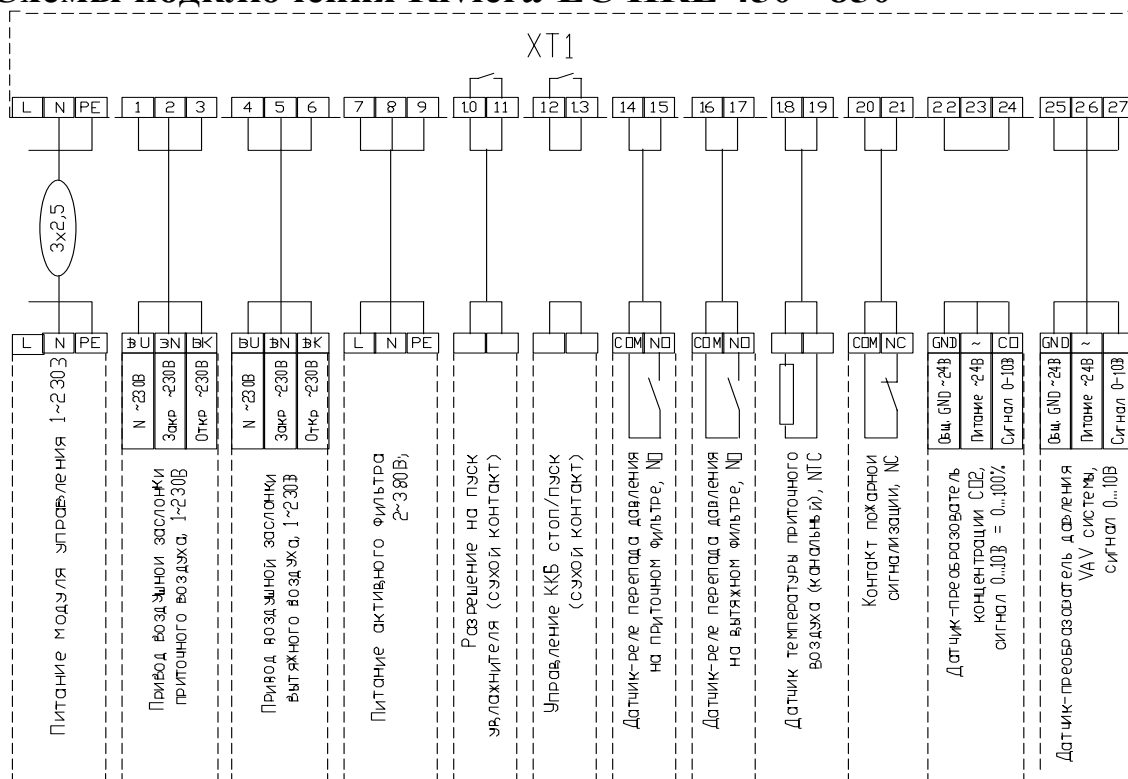 Схемы подключения Riviera EC HRE 450 - 850
XT1
L N PE 1 2 3 4 5 6 7 8 9 10 11 12 13 14 15 16 17 18 19 20 21 22 23 24 25 26 27
3х2,5
L N PE BU BN BK BU BN BK L N PE COM NO COM NO COM NC GND ~ CO GND ~
N ~230В
Закр ~230В
Откр ~230В
N ~230В
Закр ~230В
Откр ~230В
Общ. GND ~24В
Питание ~24В
Сигнал 0-10В
Общ. GND ~24В
Питание ~24В
Сигнал 0-10В
Питание модуля управления 1~230В
Привод воздушной заслонки
приточного воздуха, 1~230В
Привод воздушной заслонки
вытяжного воздуха, 1~230В
Питание активного фильтра
2~380В;
Разрешение на пуск
увлажнителя (сухой контакт)
Управление ККБ стоп/пуск
(сухой контакт)
Датчик-реле перепада давления
на приточном фильтре, NO
Датчик-реле перепада давления
на вытяжном фильтре, NO
Датчик температуры приточного
воздуха (канальный), NTC
Контакт пожарной
сигнализации, NC
Датчик-преобразователь
концентрации CO2,
сигнал 0...10В = 0...100%
Датчик-преобразователь давления
VAV системы,
сигнал 0...10В